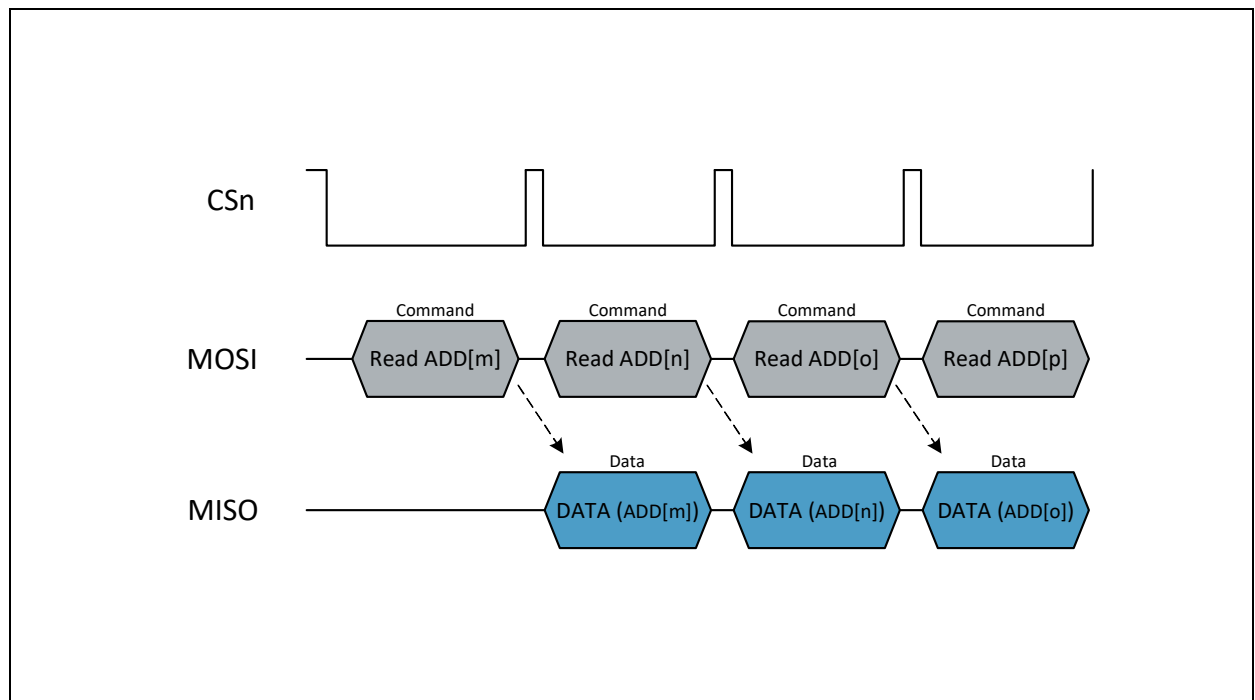 CSn
Command Command Command Command
MOSI Read ADD[m] Read ADD[n] Read ADD[o] Read ADD[p]
Data Data Data
MISO DATA (ADD[m]) DATA (ADD[n]) DATA (ADD[o])